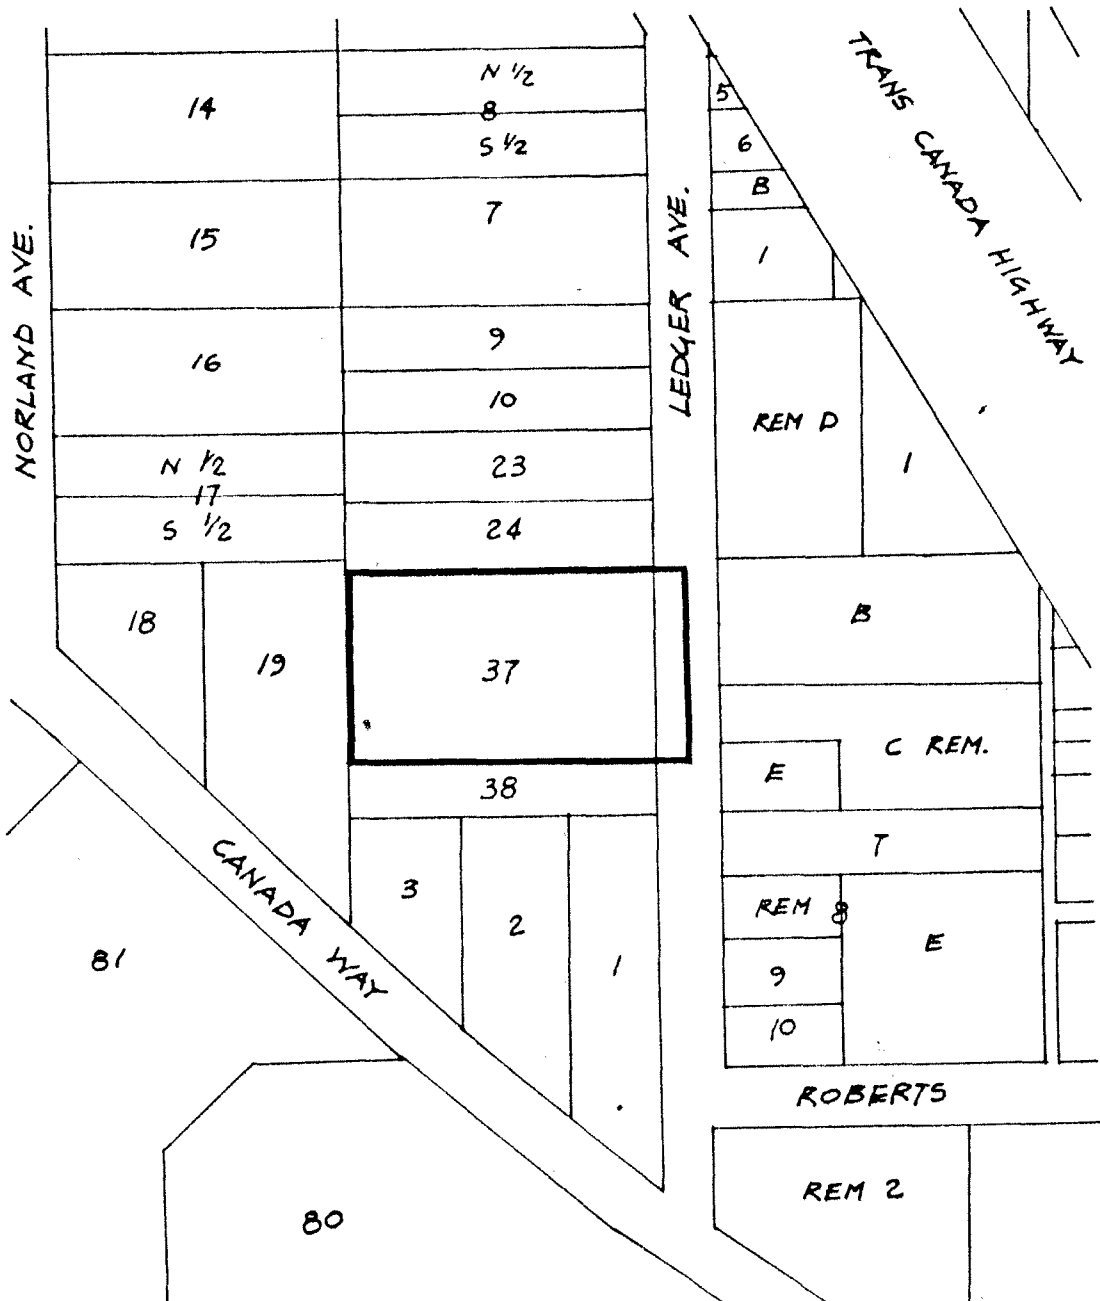 14
N 1/2
8
S 1/2
15
7
16
9
10
N 1/2
17
S 1/2
23
24
18
19
37
38
3
2
1
NORLAND AVE.
LEDGER AVE.
TRANS CANADA HIGHWAY
5
6
B
1
REM D
1
B
C REM.
E
T
REM 8
E
9
10
CANADA WAY
81
80
ROBERTS
REM 2